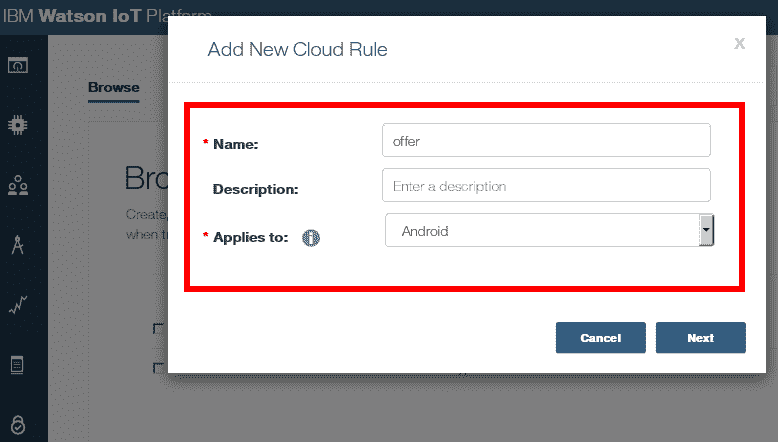 IBM Watson IoT Platform
Add New Cloud Rule
X
Browse
* Name:
offer
Description:
Enter a description
* Applies to:
Android
Bro
Create,
when t
Cancel
Next